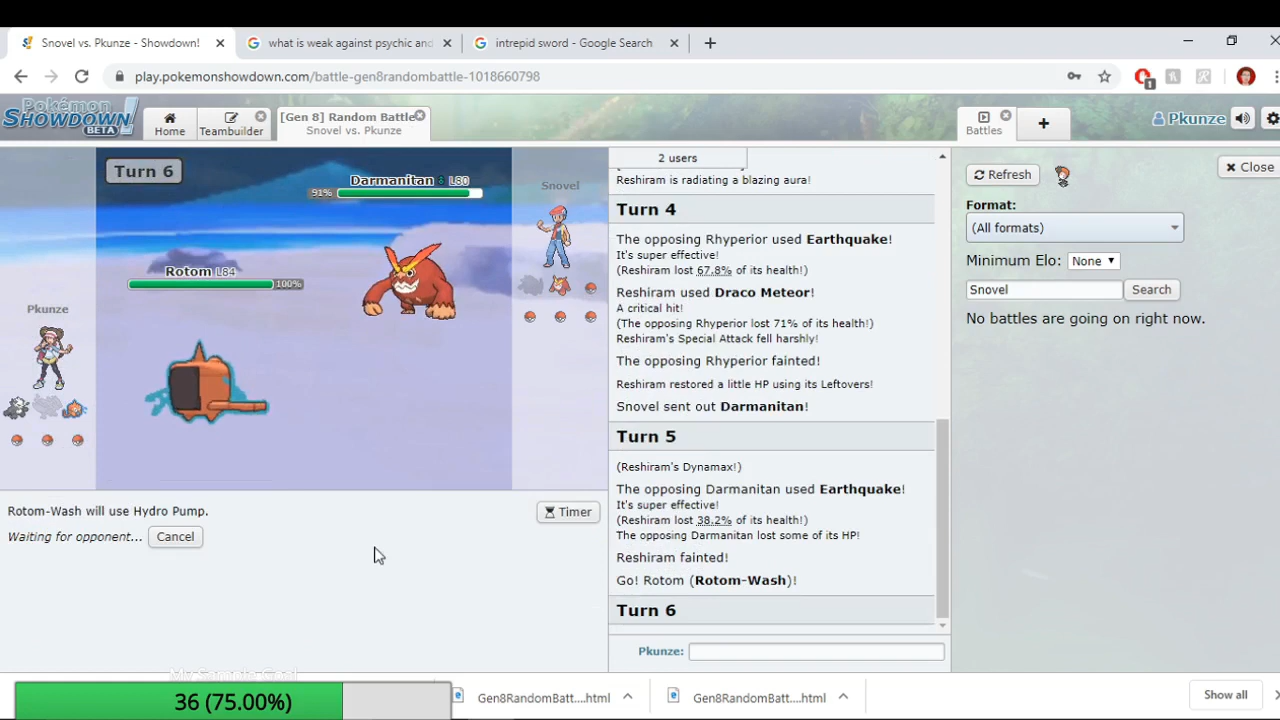 Snovel vs. Pkunze - Showdown!
what is weak against psychic and
intrepid sword - Google Search
play.pokemonshowdown.com/battle-gen8randombattle-1018660798
1
Pokémon
SHOWDOWN
BETA
Home
Teambuilder
[Gen 8] Random Battle
Snovel vs. Pkunze
Battles
Pkunze
Turn 6
Darmanitan L80
91%
Snovel
Rotom L84
100%
Pkunze
2 users
Reshiram is radiating a blazing aura!
Turn 4
The opposing Rhyperior used Earthquake!
It's super effective!
(Reshiram lost 67.8% of its health!)
Reshiram used Draco Meteor!
A critical hit!
(The opposing Rhyperior lost 71% of its health!)
Reshiram's Special Attack fell harshly!
The opposing Rhyperior fainted!
Reshiram restored a little HP using its Leftovers!
Snovel sent out Darmanitan!
Turn 5
(Reshiram's Dynamax!)
The opposing Darmanitan used Earthquake!
It's super effective!
(Reshiram lost 38.2% of its health!)
The opposing Darmanitan lost some of its HP!
Reshiram fainted!
Go! Rotom (Rotom-Wash)!
Turn 6
Pkunze:
Refresh
Close
Format:
(All formats)
Minimum Elo: None
Snovel
Search
No battles are going on right now.
Rotom-Wash will use Hydro Pump.
Timer
Waiting for opponent... Cancel
My Sample Goal
36 (75.00%)
Gen8RandomBatt....html
Gen8RandomBatt....html
Show all